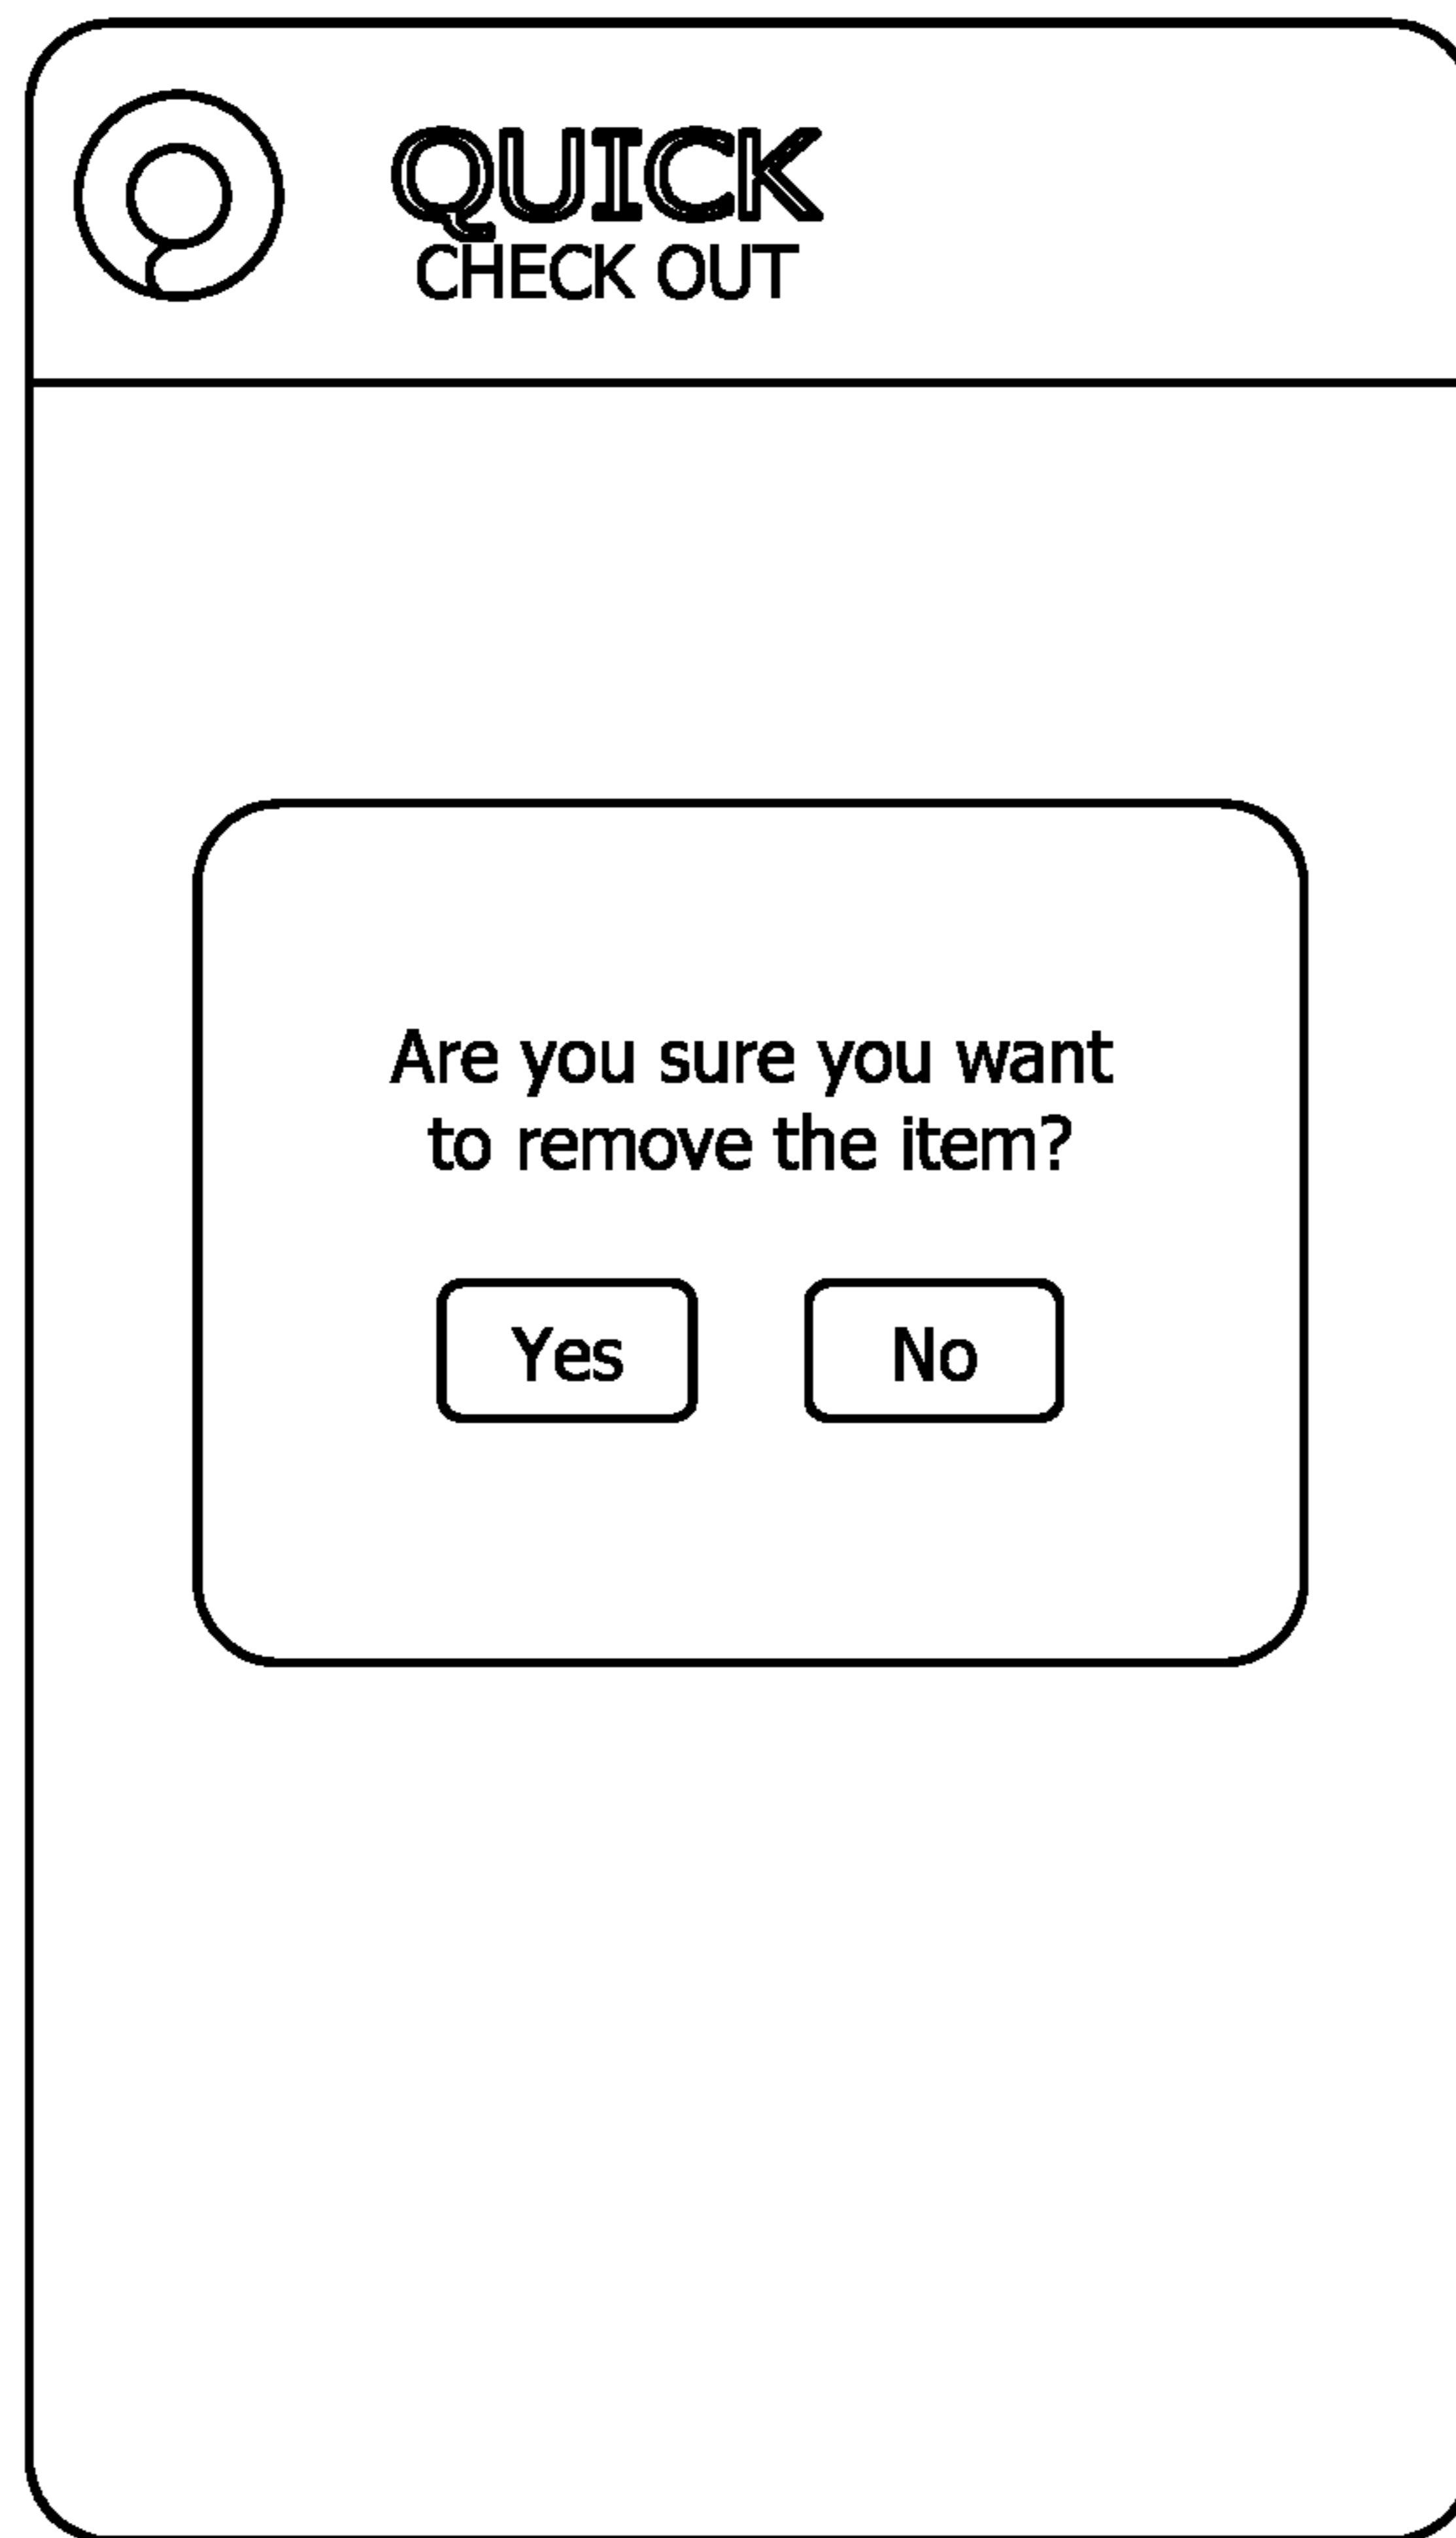 QUICK
CHECK OUT
Are you sure you want
to remove the item?
Yes No